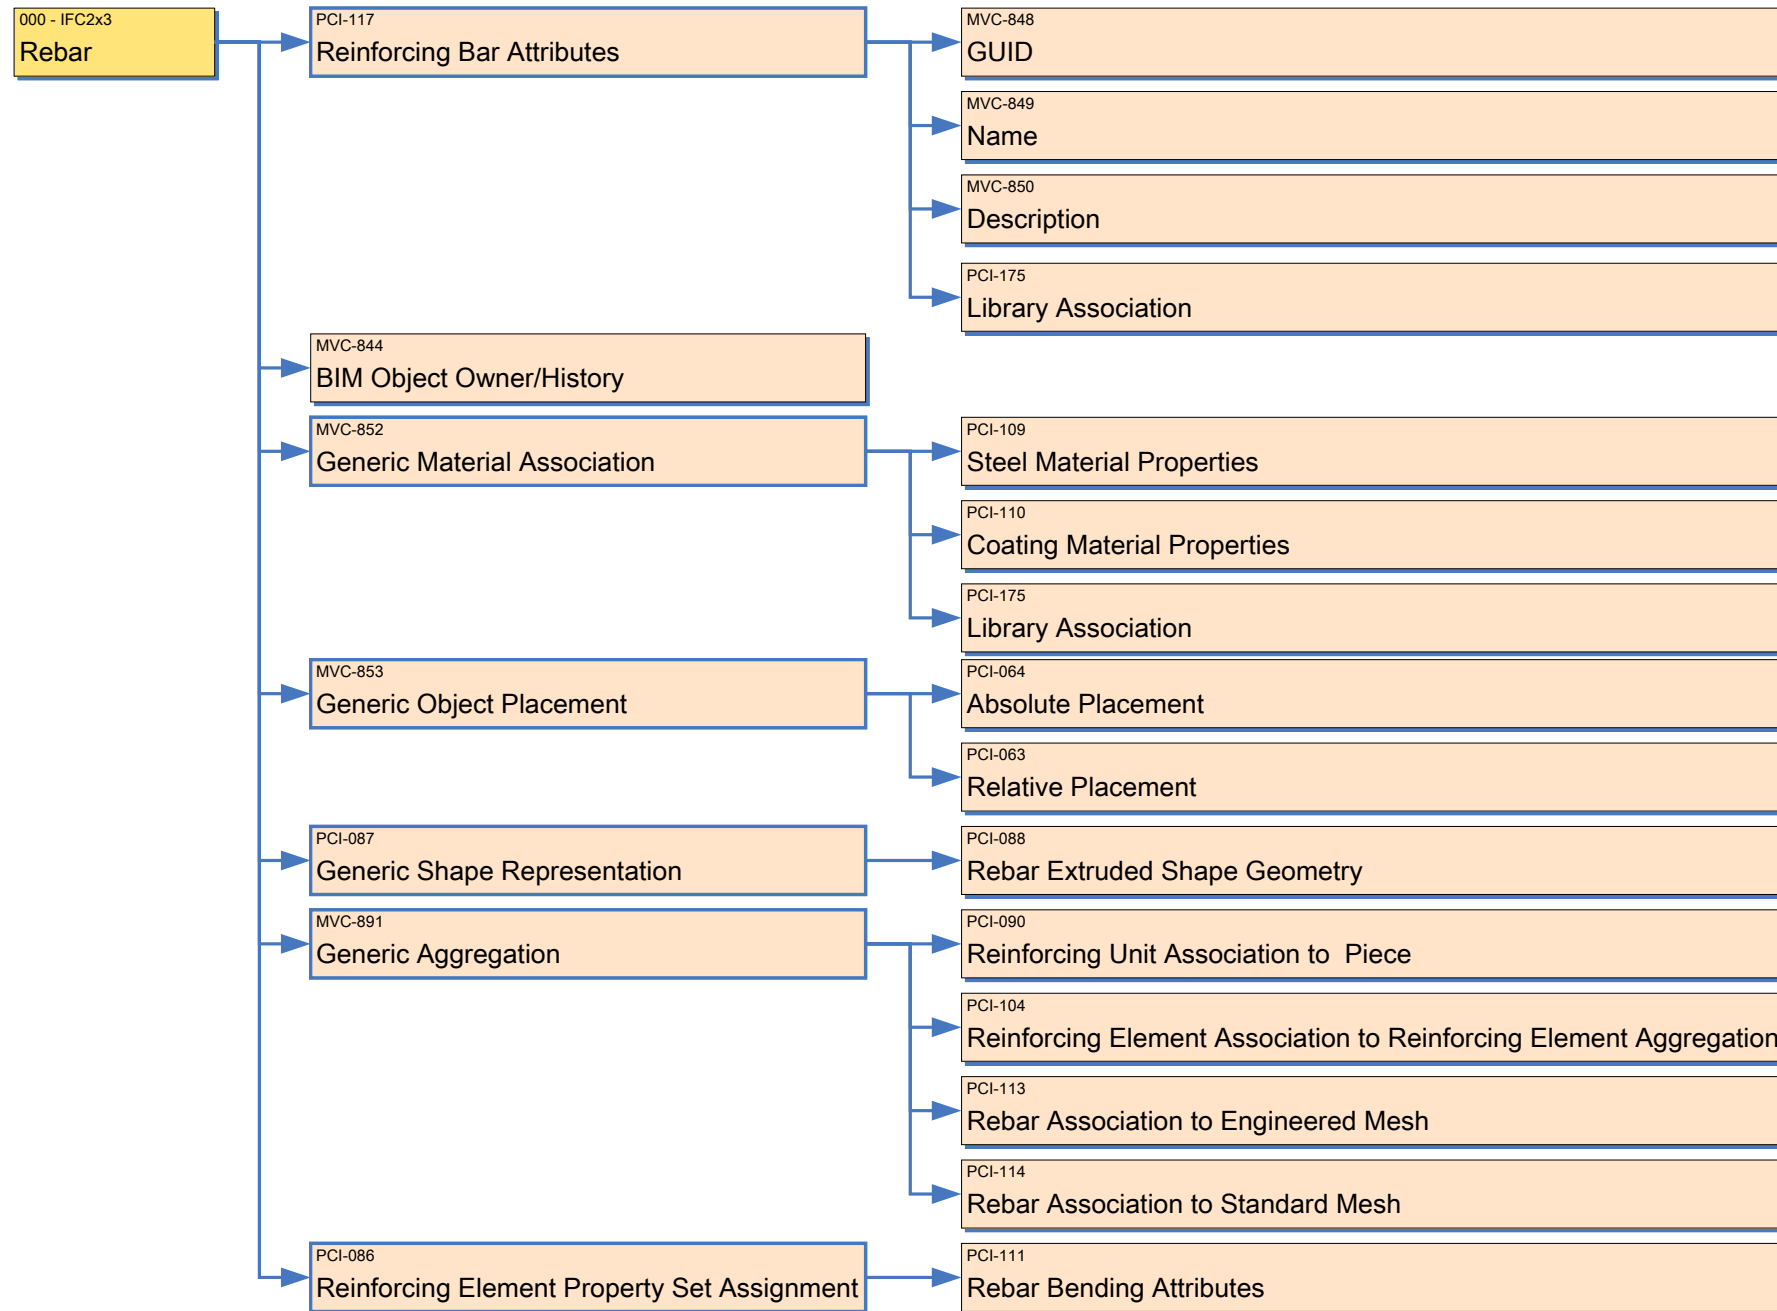 000 - IFC2x3
Rebar
PCI-117
Reinforcing Bar Attributes
MVC-848
GUID
MVC-849
Name
MVC-850
Description
PCI-175
Library Association
MVC-844
BIM Object Owner/History
MVC-852
Generic Material Association
PCI-109
Steel Material Properties
PCI-110
Coating Material Properties
PCI-175
Library Association
MVC-853
Generic Object Placement
PCI-064
Absolute Placement
PCI-063
Relative Placement
PCI-087
Generic Shape Representation
PCI-088
Rebar Extruded Shape Geometry
MVC-891
Generic Aggregation
PCI-090
Reinforcing Unit Association to  Piece
PCI-104
Reinforcing Element Association to Reinforcing Element Aggregation
PCI-113
Rebar Association to Engineered Mesh
PCI-114
Rebar Association to Standard Mesh
PCI-086
Reinforcing Element Property Set Assignment
PCI-111
Rebar Bending Attributes